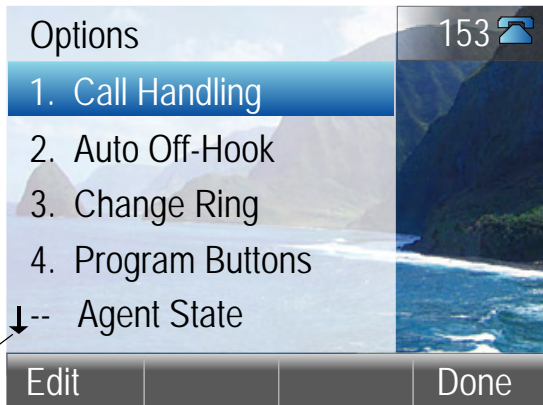 Options
153
1. Call Handling
2. Auto Off-Hook
3. Change Ring
4. Program Buttons
-- Agent State
Edit
Done